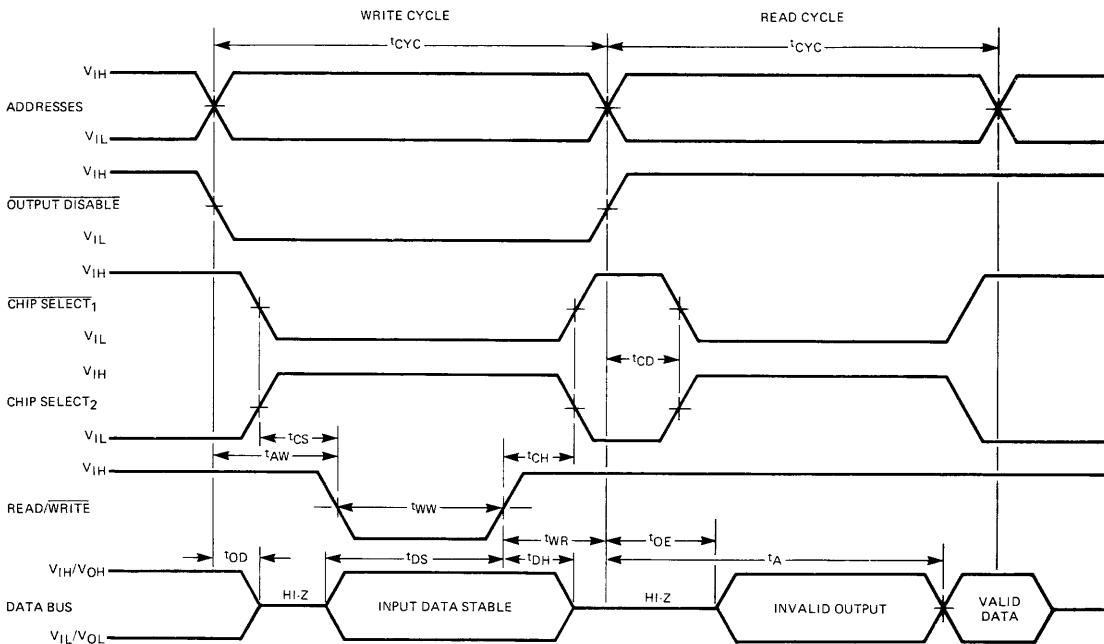 WRITE CYCLE READ CYCLE
tCYC tCYC
VIH
ADDRESSES
VIL
VIH
OUTPUT DISABLE
VIL
VIH
CHIP SELECT1
VIL
tCD
VIH
CHIP SELECT2
VIL
tCS
tAW tCH
VIH
READ/WRITE
tWW
tWR tOE
tOD tDS tDH tA
VIH/VOH
DATA BUS HI-Z INPUT DATA STABLE HI-Z INVALID OUTPUT VALID DATA
VIL/VOL